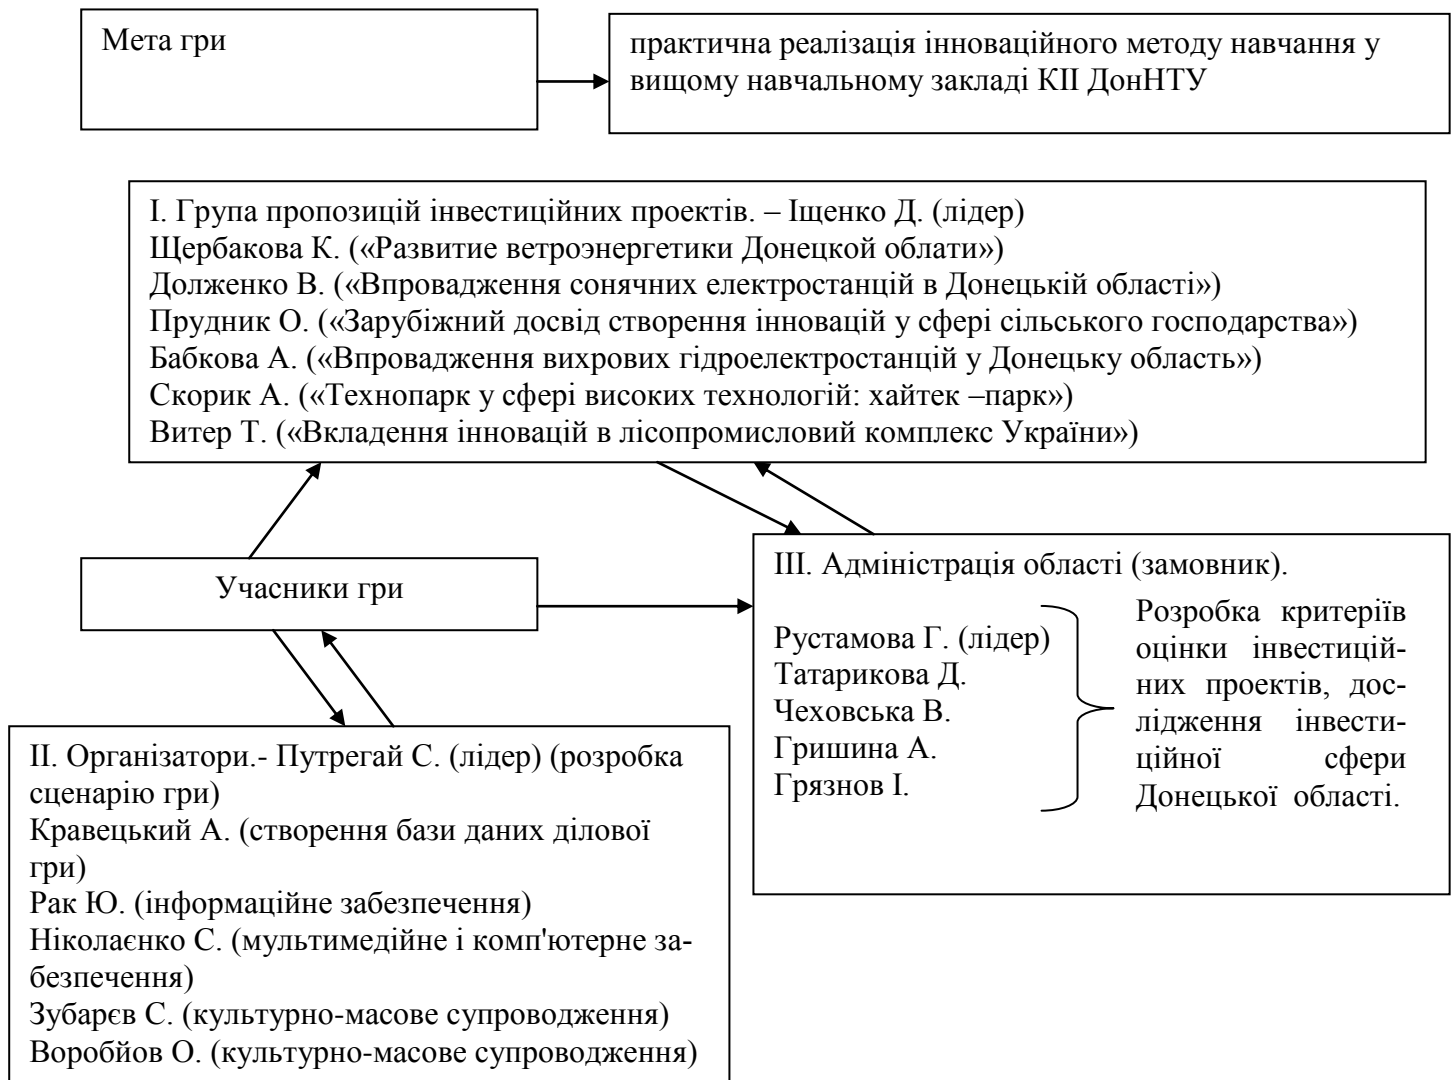 Мета гри
практична реалізація інноваційного методу навчання у
вищому навчальному закладі КІІ ДонНТУ
І. Група пропозицій інвестиційних проектів. – Іщенко Д. (лідер)
Щербакова К. («Развитие ветроэнергетики Донецкой облати»)
Долженко В. («Впровадження сонячних електростанцій в Донецькій області»)
Прудник О. («Зарубіжний досвід створення інновацій у сфері сільського господарства»)
Бабкова А. («Впровадження вихрових гідроелектростанцій у Донецьку область»)
Скорик А. («Технопарк у сфері високих технологій: хайтек –парк»)
Витер Т. («Вкладення інновацій в лісопромисловий комплекс України»)
Учасники гри
ІІІ. Адміністрація області (замовник).
Рустамова Г. (лідер)
Татарикова Д.
Чеховська В.
Гришина А.
Грязнов І.
Розробка критеріїв
оцінки інвестицій-
них проектів, дос-
лідження інвести-
ційної сфери
Донецької області.
ІІ. Організатори.- Путрегай С. (лідер) (розробка
сценарію гри)
Кравецький А. (створення бази даних ділової
гри)
Рак Ю. (інформаційне забезпечення)
Ніколаєнко С. (мультимедійне і комп'ютерне за-
безпечення)
Зубарєв С. (культурно-масове супроводження)
Воробйов О. (культурно-масове супроводження)